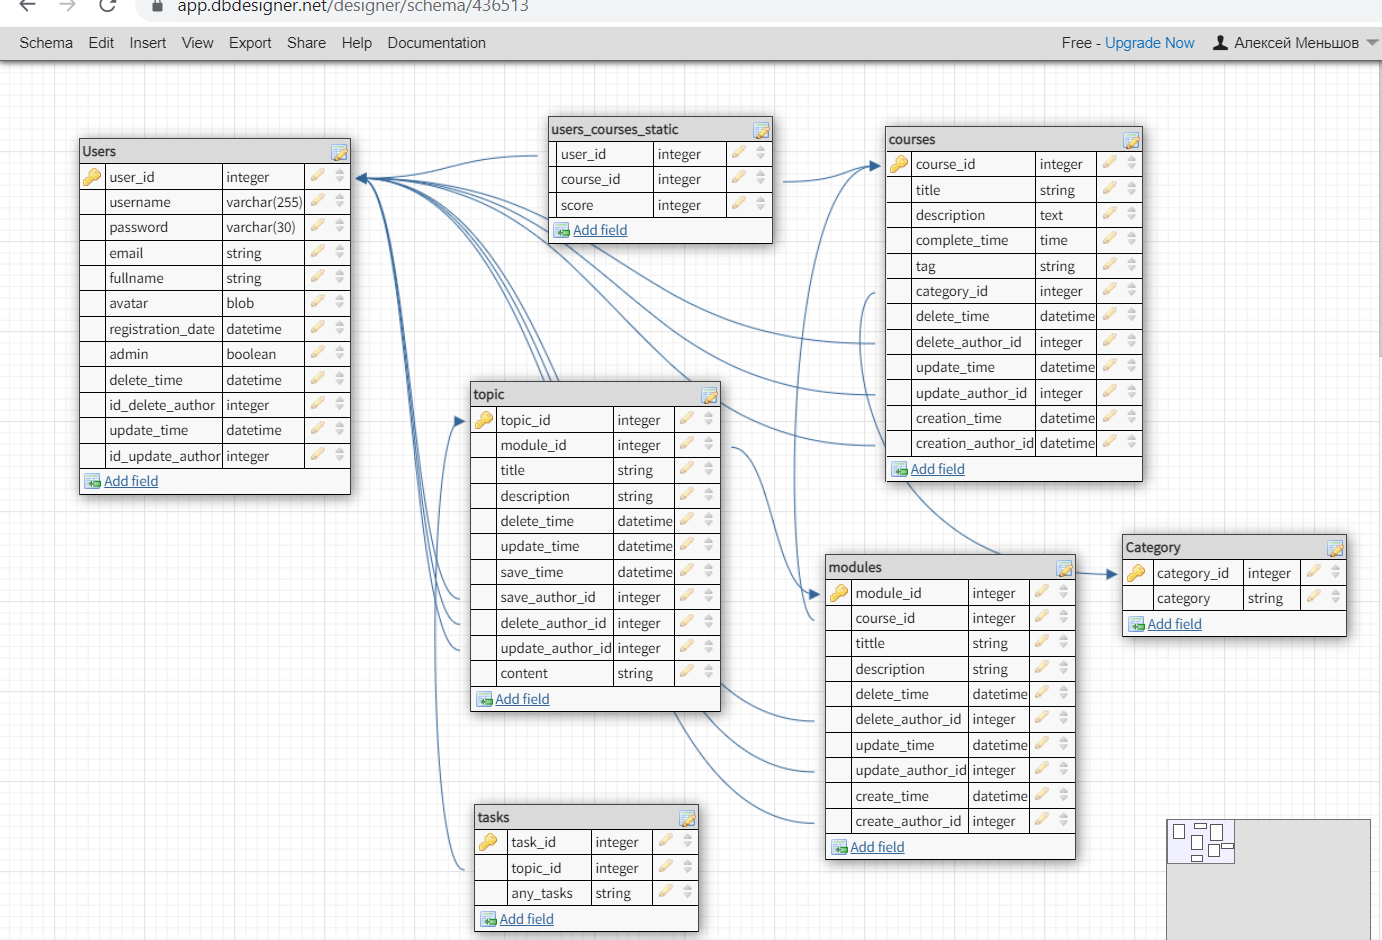 app.dbdesigner.net/designer/schema/436513
Schema Edit Insert View Export Share Help Documentation Free - Upgrade Now Алексей Меньшов
Users
user_id integer
username varchar(255)
password varchar(30)
email string
fullname string
avatar blob
registration_date datetime
admin boolean
delete_time datetime
id_delete_author integer
update_time datetime
id_update_author integer
Add field
users_courses_static
user_id integer
course_id integer
score integer
Add field
courses
course_id integer
title string
description text
complete_time time
tag string
category_id integer
delete_time datetime
delete_author_id integer
update_time datetime
update_author_id integer
creation_time datetime
creation_author_id datetime
Add field
topic
topic_id integer
module_id integer
title string
description string
delete_time datetime
update_time datetime
save_time datetime
save_author_id integer
delete_author_id integer
update_author_id integer
content string
Add field
modules
module_id integer
course_id integer
tittle string
description string
delete_time datetime
delete_author_id integer
update_time datetime
update_author_id integer
create_time datetime
create_author_id integer
Add field
Category
category_id integer
category string
Add field
tasks
task_id integer
topic_id integer
any_tasks string
Add field